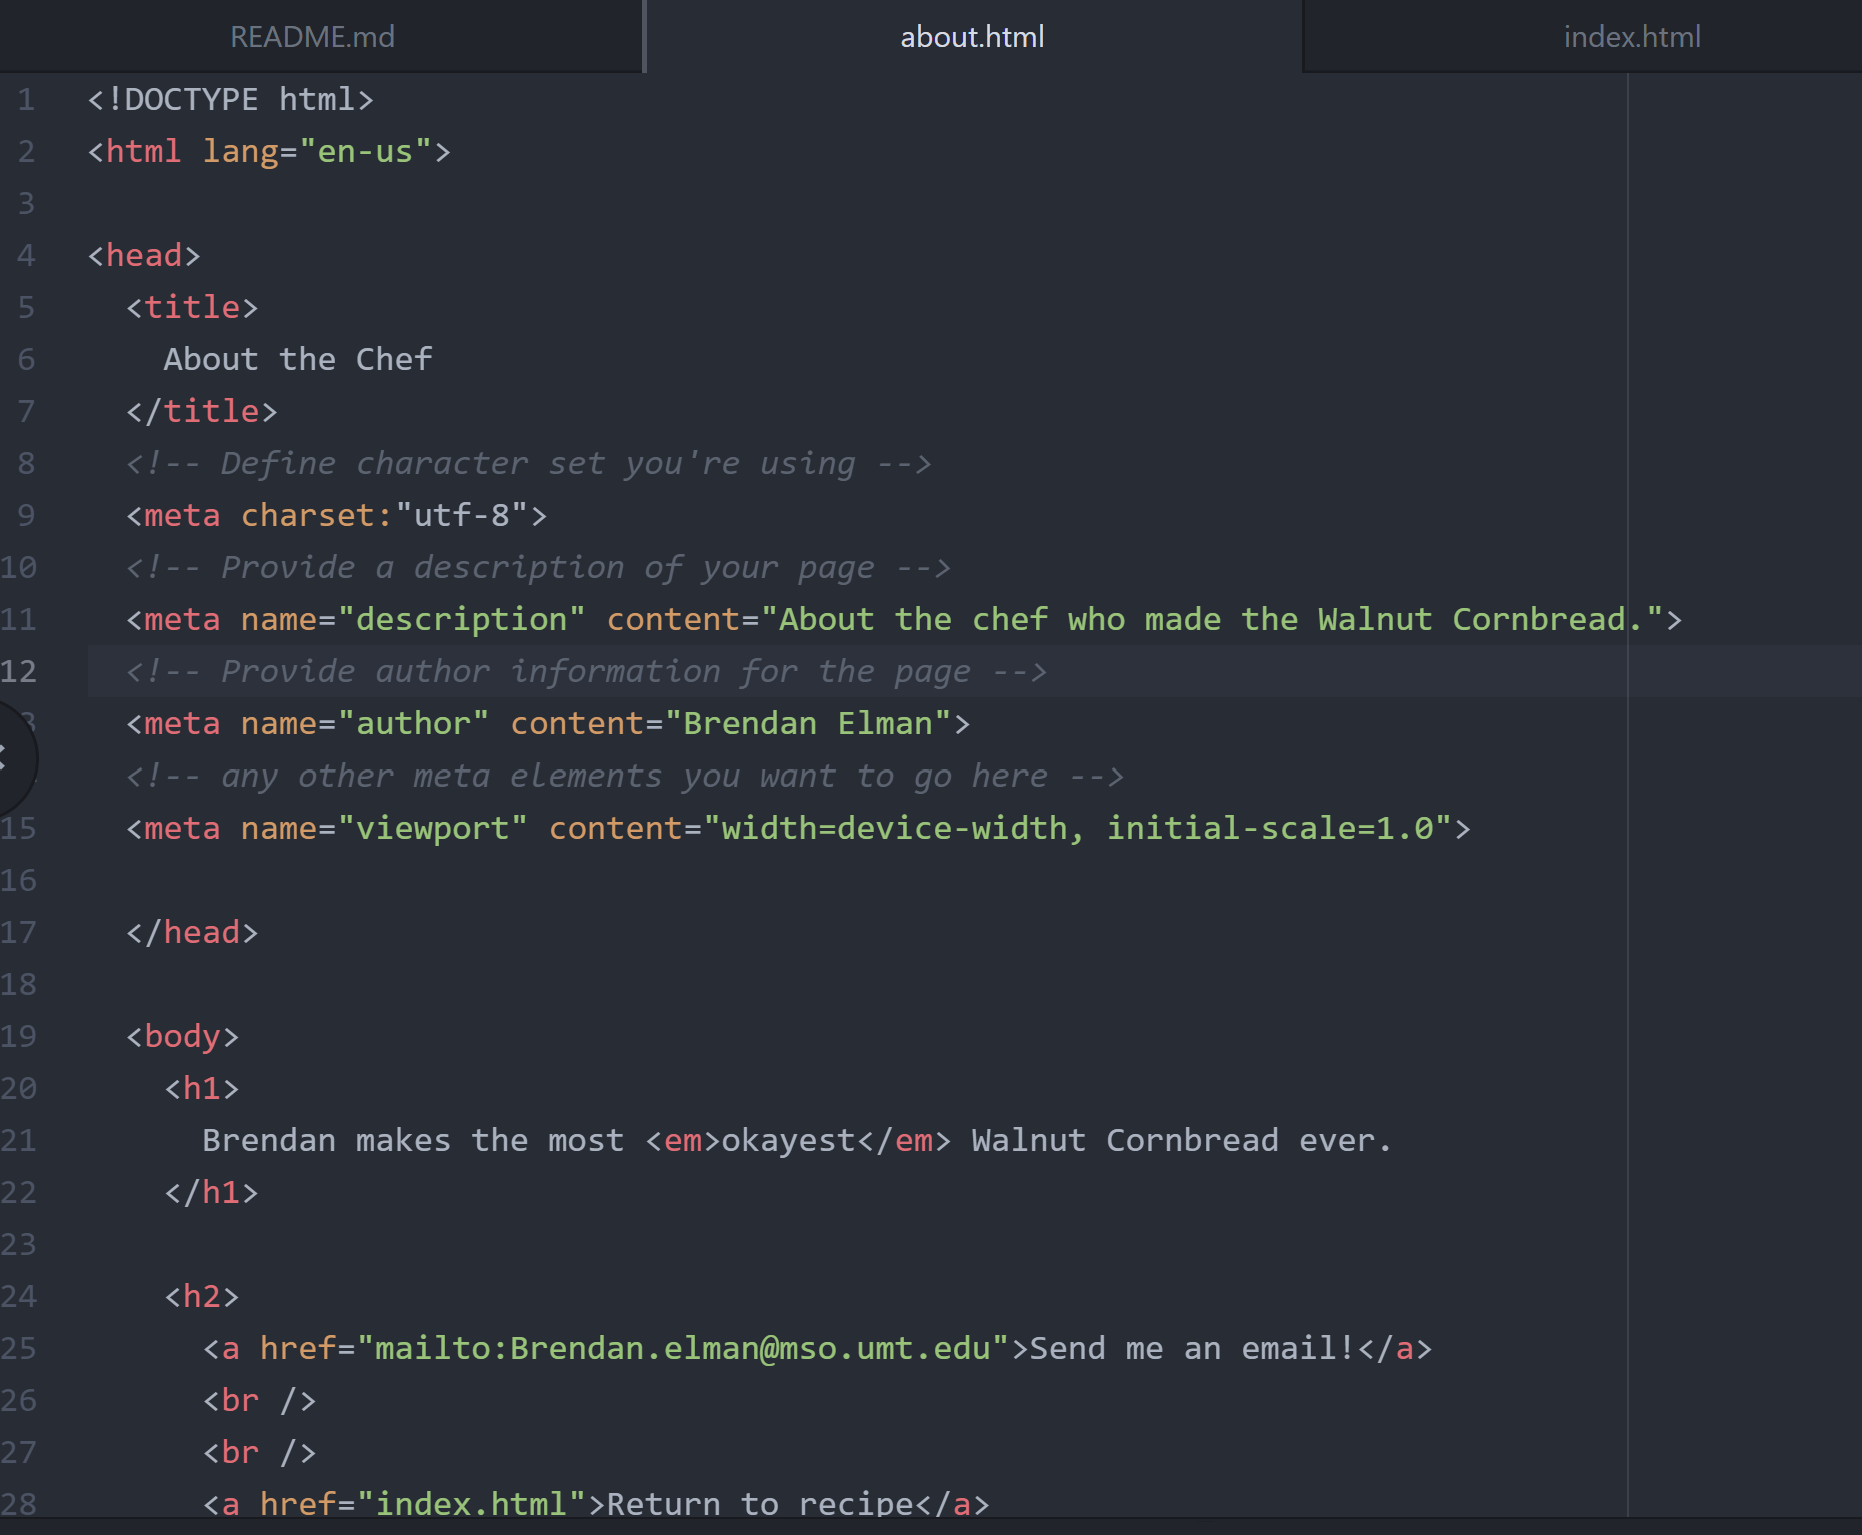 README.md
about.html
index.html
1 <!DOCTYPE html>
2 <html lang="en-us">
3
4 <head>
5   <title>
6     About the Chef
7   </title>
8   <!-- Define character set you're using -->
9   <meta charset:"utf-8">
10   <!-- Provide a description of your page -->
11   <meta name="description" content="About the chef who made the Walnut Cornbread.">
12   <!-- Provide author information for the page -->
3   <meta name="author" content="Brendan Elman">
  <!-- any other meta elements you want to go here -->
15   <meta name="viewport" content="width=device-width, initial-scale=1.0">
16
17   </head>
18
19   <body>
20     <h1>
21       Brendan makes the most <em>okayest</em> Walnut Cornbread ever.
22     </h1>
23
24     <h2>
25       <a href="mailto:Brendan.elman@mso.umt.edu">Send me an email!</a>
26       <br />
27       <br />
28       <a href="index.html">Return to recipe</a>